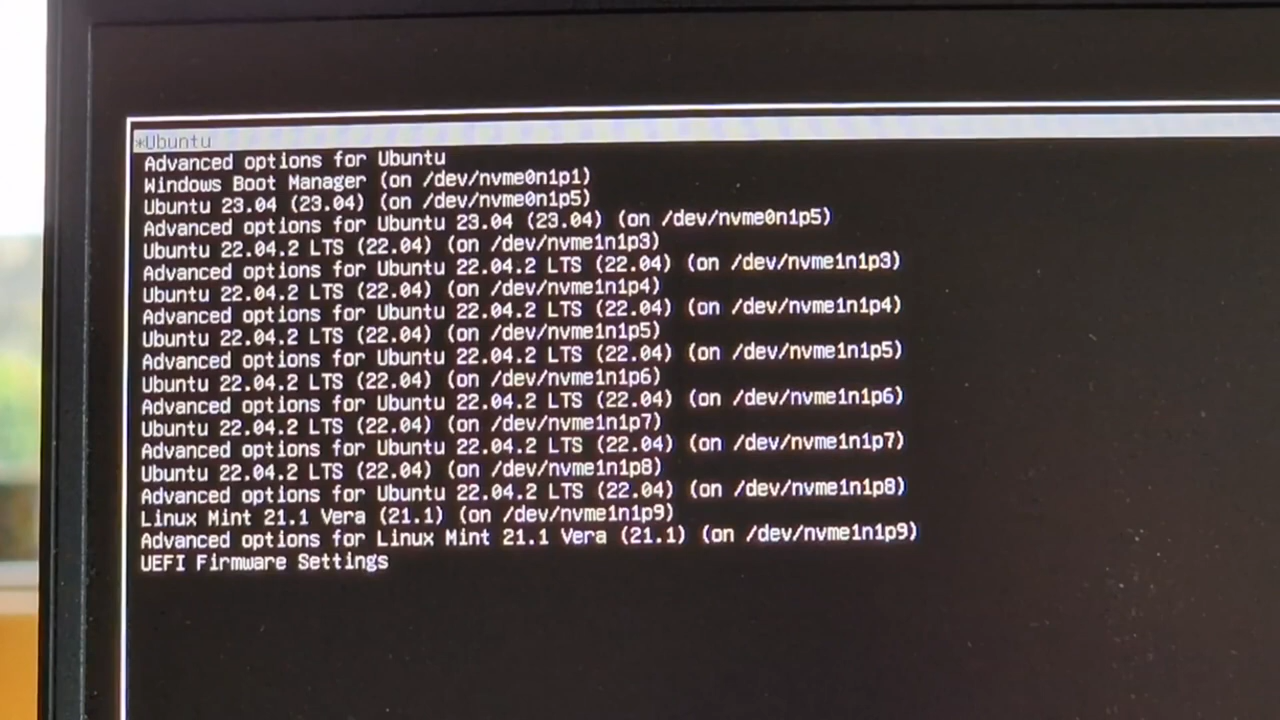 *Ubuntu
Advanced options for Ubuntu
Windows Boot Manager (on /dev/nvme0n1p1)
Ubuntu 23.04 (23.04) (on /dev/nvme0n1p5)
Advanced options for Ubuntu 23.04 (23.04) (on /dev/nvme0n1p5)
Ubuntu 22.04.2 LTS (22.04) (on /dev/nvme1n1p3)
Advanced options for Ubuntu 22.04.2 LTS (22.04) (on /dev/nvme1n1p3)
Ubuntu 22.04.2 LTS (22.04) (on /dev/nvme1n1p4)
Advanced options for Ubuntu 22.04.2 LTS (22.04) (on /dev/nvme1n1p4)
Ubuntu 22.04.2 LTS (22.04) (on /dev/nvme1n1p5)
Advanced options for Ubuntu 22.04.2 LTS (22.04) (on /dev/nvme1n1p5)
Ubuntu 22.04.2 LTS (22.04) (on /dev/nvme1n1p6)
Advanced options for Ubuntu 22.04.2 LTS (22.04) (on /dev/nvme1n1p6)
Ubuntu 22.04.2 LTS (22.04) (on /dev/nvme1n1p7)
Advanced options for Ubuntu 22.04.2 LTS (22.04) (on /dev/nvme1n1p7)
Ubuntu 22.04.2 LTS (22.04) (on /dev/nvme1n1p8)
Advanced options for Ubuntu 22.04.2 LTS (22.04) (on /dev/nvme1n1p8)
Linux Mint 21.1 Vera (21.1) (on /dev/nvme1n1p9)
Advanced options for Linux Mint 21.1 Vera (21.1) (on /dev/nvme1n1p9)
UEFI Firmware Settings